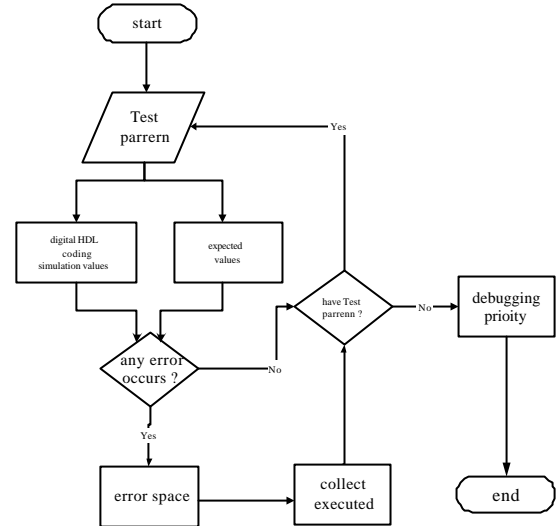 start
Test
parrern
Yes
digital HDL
coding
simulation values
expected
values
have Test
parrenn ?
No
debugging
prioity
any error
occurs ?
No
Yes
error space
collect
executed
end